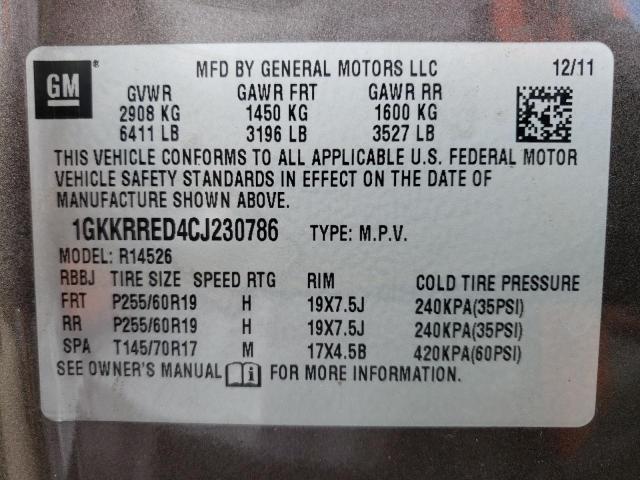 GM ® MFD BY GENERAL MOTORS LLC 12/11
GVWR GAWR FRT GAWR RR
2908 KG 1450 KG 1600 KG
6411 LB 3196 LB 3527 LB
THIS VEHICLE CONFORMS TO ALL APPLICABLE U.S. FEDERAL MOTOR
VEHICLE SAFETY STANDARDS IN EFFECT ON THE DATE OF
MANUFACTURE SHOWN ABOVE.
1GKKRRED4CJ230786 TYPE: M.P.V.
MODEL: R14526
RBBJ TIRE SIZE SPEED RTG RIM COLD TIRE PRESSURE
FRT P255/60R19 H 19X7.5J 240KPA(35PSI)
RR P255/60R19 H 19X7.5J 240KPA(35PSI)
SPA T145/70R17 M 17X4.5B 420KPA(60PSI)
SEE OWNER'S MANUAL i FOR MORE INFORMATION.